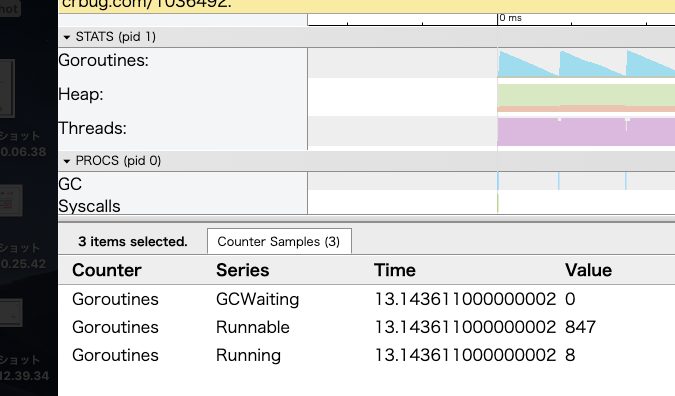 crbug.com/1036492.
hot
0 ms
STATS (pid 1)
Goroutines:
Heap:
Threads:
PROCS (pid 0)
GC
Syscalls
ショット
0.06.38
ショット
0.25.42
ショット
12.39.34
3 items selected. Counter Samples (3)
Counter Series Time Value
Goroutines GCWaiting 13.143611000000002 0
Goroutines Runnable 13.143611000000002 847
Goroutines Running 13.143611000000002 8